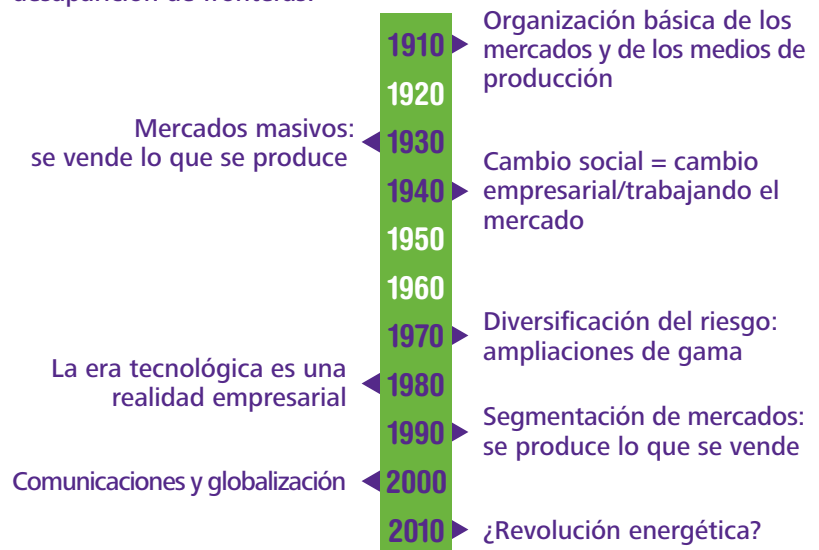 1910
Organización básica de los
mercados y de los medios de
producción
1920
Mercados masivos:
se vende lo que se produce
1930
1940
Cambio social = cambio
empresarial/trabajando el
mercado
1950
1960
1970
Diversificación del riesgo:
ampliaciones de gama
La era tecnológica es una
realidad empresarial
1980
1990
Segmentación de mercados:
se produce lo que se vende
Comunicaciones y globalización
2000
2010
¿Revolución energética?